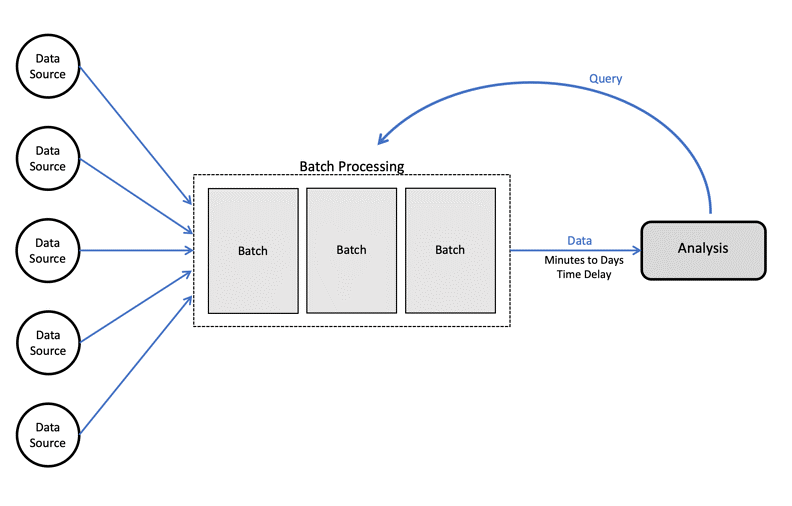 Data
Source
Data
Source
Data
Source
Data
Source
Data
Source
Batch Processing
Batch
Batch
Batch
Query
Data
Minutes to Days
Time Delay
Analysis